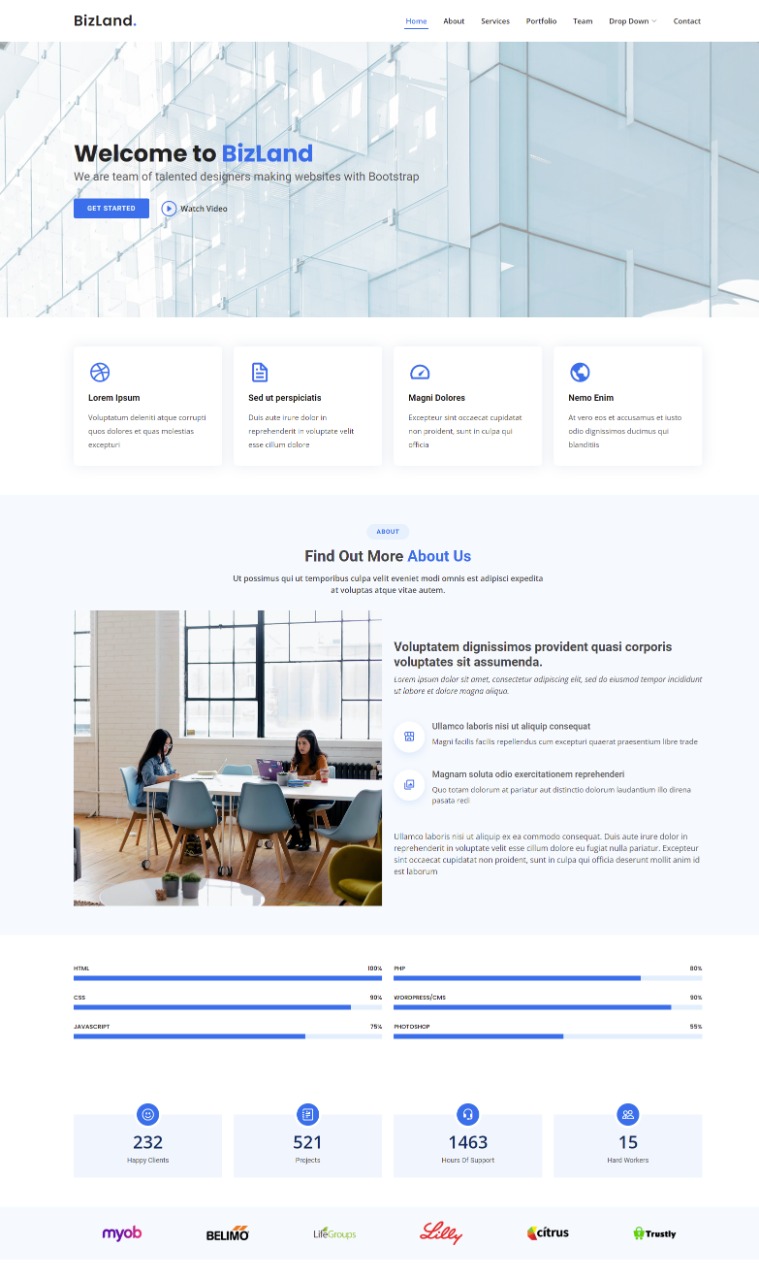 BizLand.
Home About Services Portfolio Team Drop Down Contact
Welcome to BizLand
We are team of talented designers making websites with Bootstrap
GET STARTED
Watch Video
Lorem Ipsum
Voluptatum deleniti atque corrupti
quos dolores et quas molestias
excepturi
Sed ut perspiciatis
Duis aute irure dolor in
reprehenderit in voluptate velit
esse cillum dolore
Magni Dolores
Excepteur sint occaecat cupidatat
non proident, sunt in culpa qui
officia
Nemo Enim
At vero eos et accusamus et iusto
odio dignissimos ducimus qui
blanditiis
ABOUT
Find Out More About Us
Ut possimus qui ut temporibus culpa velit eveniet modi omnis est adipisci expedita
at voluptas atque vitae autem.
Voluptatem dignissimos provident quasi corporis
voluptates sit assumenda.
Lorem ipsum dolor sit amet, consectetur adipiscing elit, sed do eiusmod tempor incididunt
ut labore et dolore magna aliqua.
Ullamco laboris nisi ut aliquip consequat
Magni facilis facilis repellendus cum excepturi quaerat praesentium libre trade
Magnam soluta odio exercitationem reprehenderi
Quo totam dolorum at pariatur aut distinctio dolorum laudantium illo direna
pasata redi
Ullamco laboris nisi ut aliquip ex ea commodo consequat. Duis aute irure dolor in
reprehenderit in voluptate velit esse cillum dolore eu fugiat nulla pariatur. Excepteur
sint occaecat cupidatat non proident, sunt in culpa qui officia deserunt mollit anim id
est laborum
HTML 100%
CSS 90%
JAVASCRIPT 75%
PHP 80%
WORDPRESS/CMS 90%
PHOTOSHOP 55%
232
Happy Clients
521
Projects
1463
Hours Of Support
15
Hard Workers
myob
BELIMO
LifeGroups
Lilly
citrus
Trustly